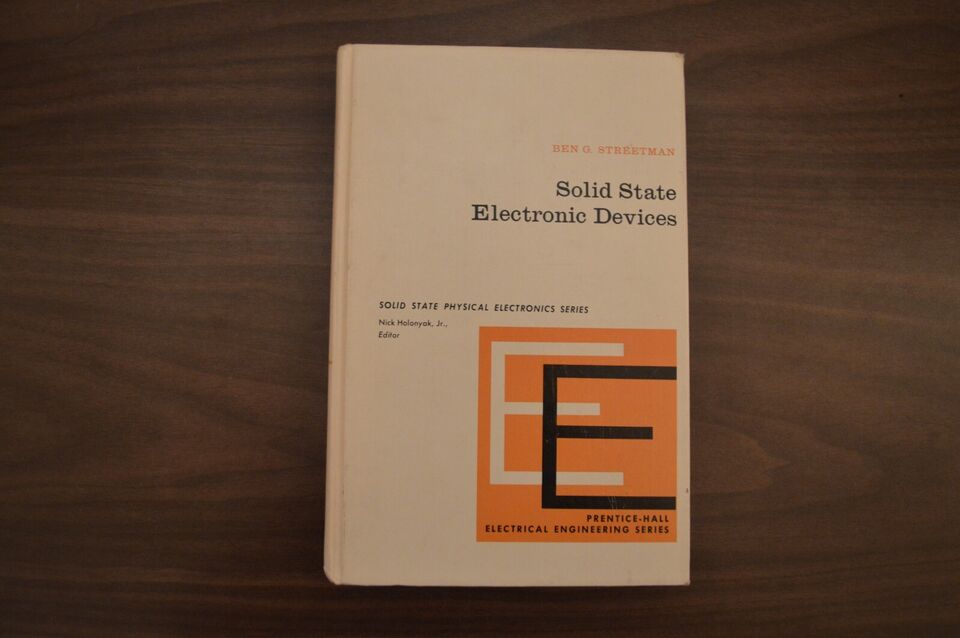 BEN G. STREETMAN
Solid State
Electronic Devices
SOLID STATE PHYSICAL ELECTRONICS SERIES
Nick Holonyak, Jr.,
Editor
EE
PRENTICE-HALL
ELECTRICAL ENGINEERING SERIES